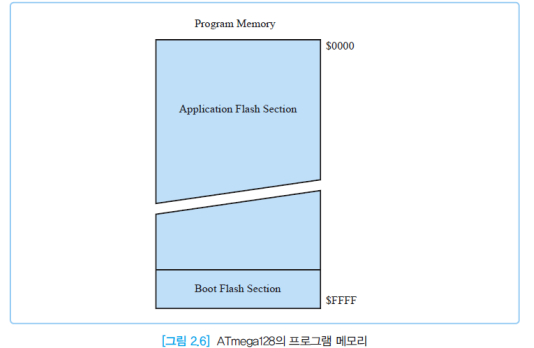 Program Memory
$0000
Application Flash Section
Boot Flash Section
$FFFF
[그림 2.6] ATmega128의 프로그램 메모리